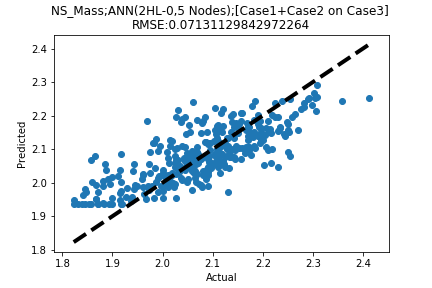 NS_Mass;ANN(2HL-0,5 Nodes);[Case1+Case2 on Case3]
RMSE:0.07131129842972264
2.4
2.3
2.2
2.1
2.0
1.9
1.8
Predicted
1.8 1.9 2.0 2.1 2.2 2.3 2.4
Actual